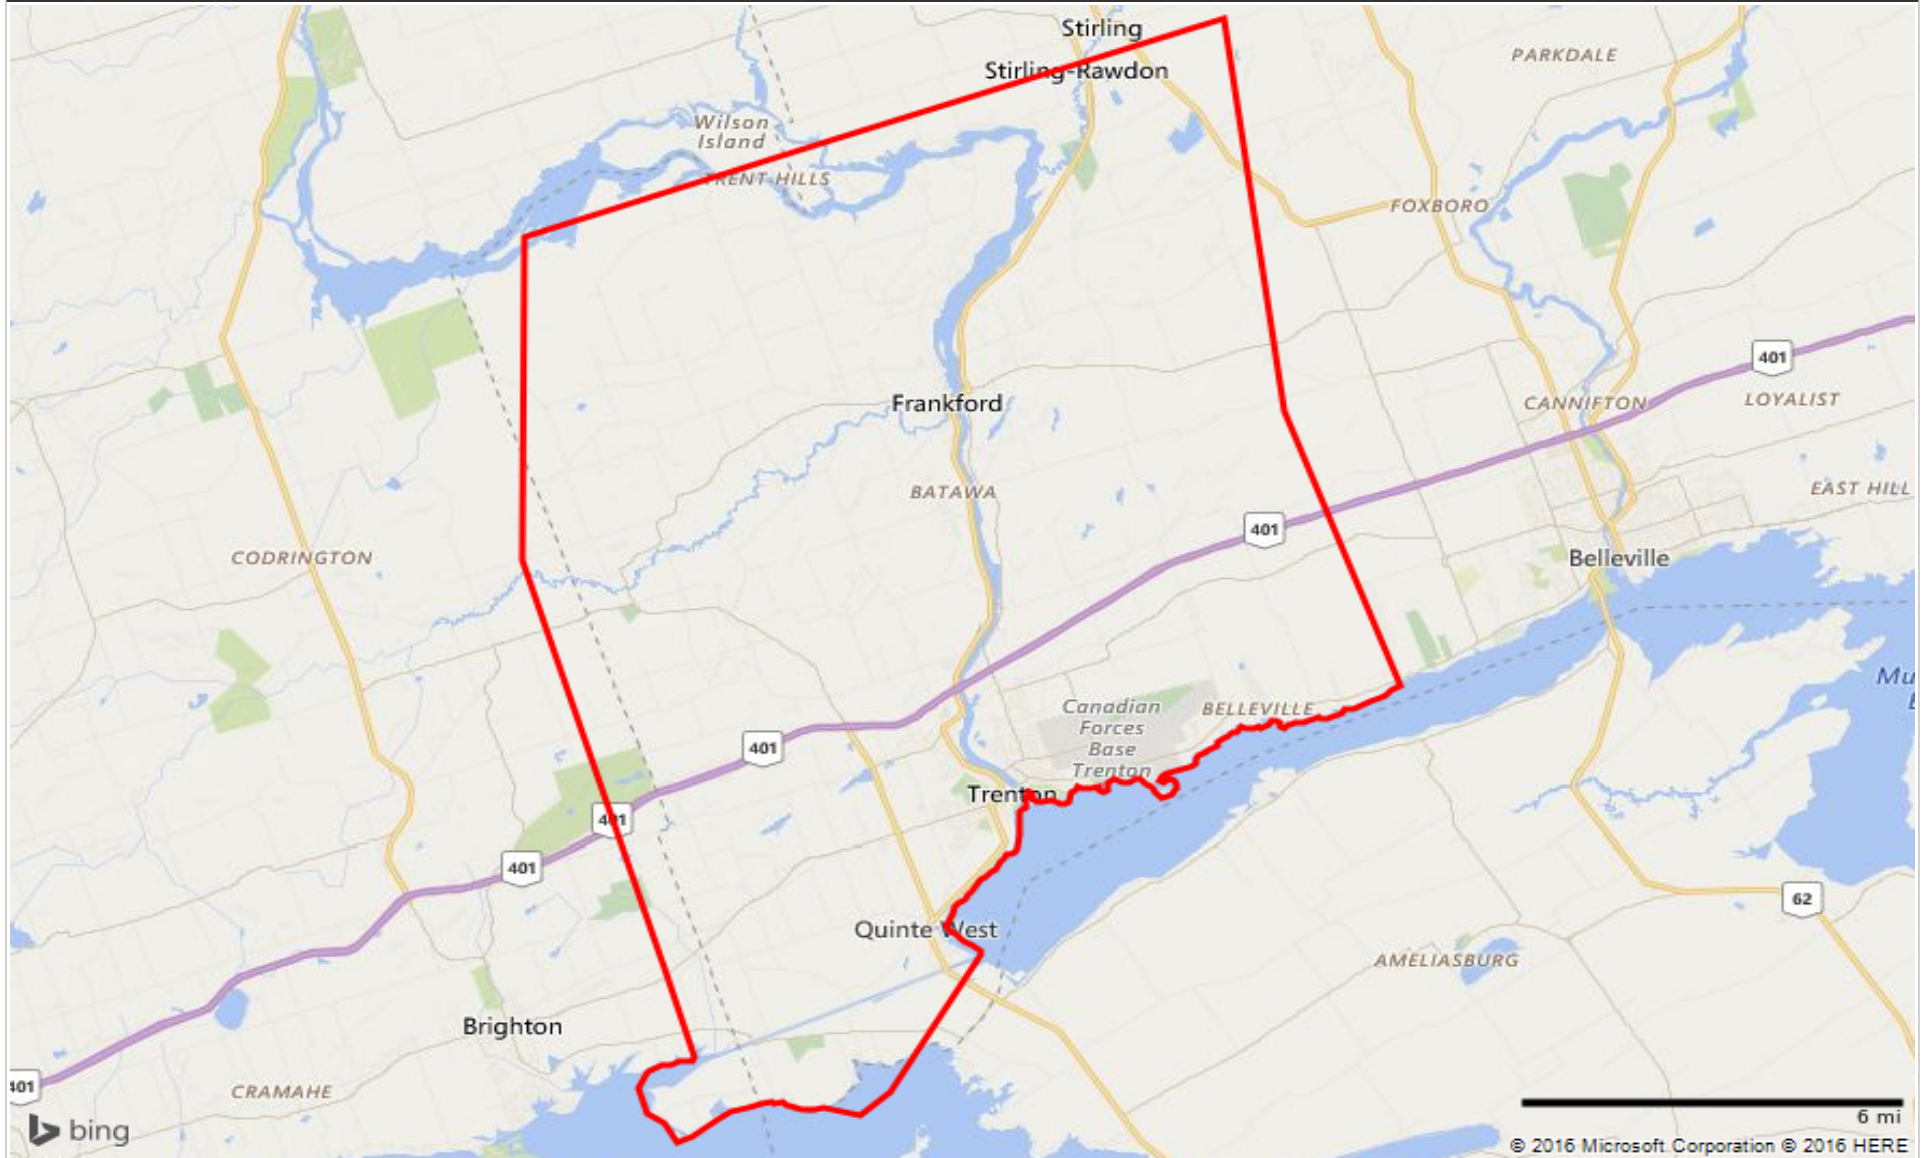 Stirling
PARKDALE
Stirling-Rawdon
Wilson
Island
TRENT HILLS
FOXBORO
401
Frankford
CANNIFTON
LOYALIST
BATAWA
EAST HILL
401
CODRINGTON
Belleville
Canadian
Forces
Base
Trenton
BELLEVILLE
401
Trenton
401
401
62
Quinte West
AMELIASBURG
Brighton
401
CRAMAHE
6 mi
bing
© 2016 Microsoft Corporation © 2016 HERE